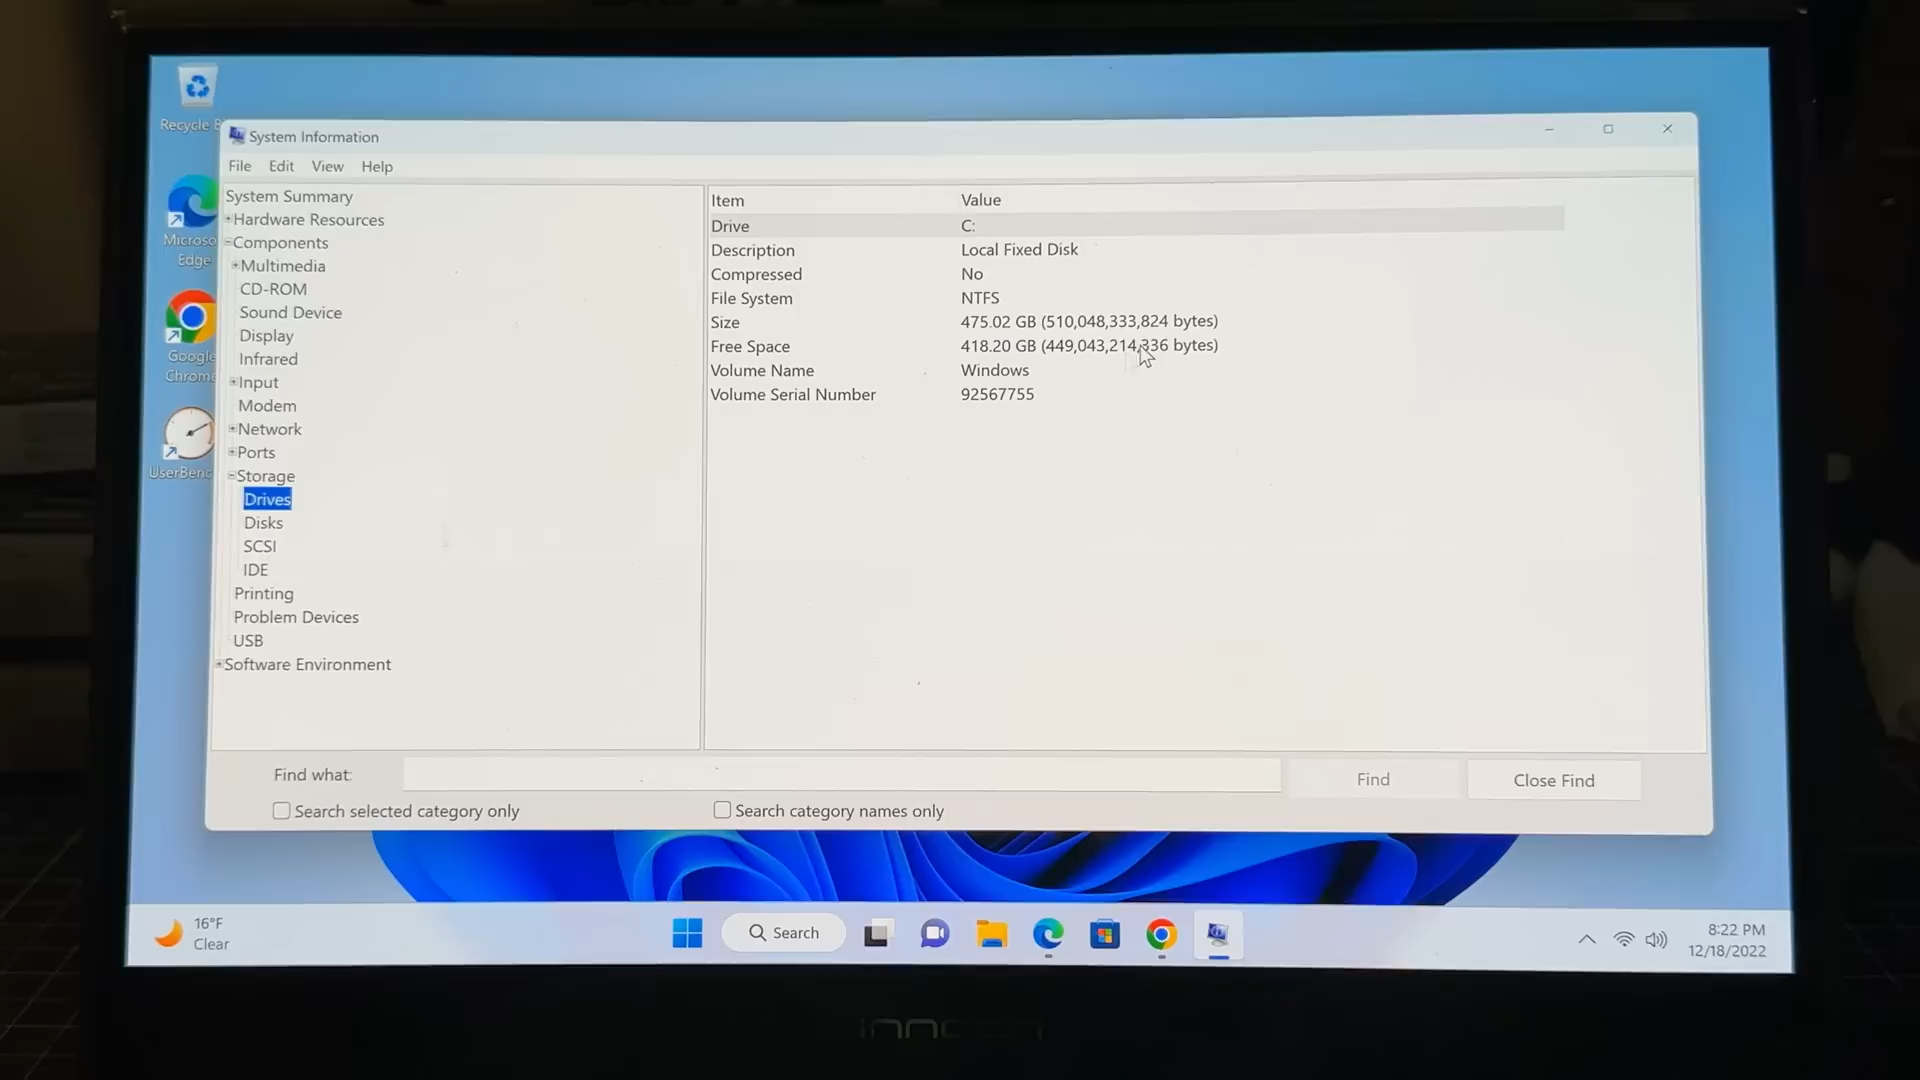 Recycle B
Microso
Edge
Google
Chrome
UserBenc
System Information
File Edit View Help
System Summary
Hardware Resources
Components
Multimedia
CD-ROM
Sound Device
Display
Infrared
Input
Modem
Network
Ports
Storage
Drives
Disks
SCSI
IDE
Printing
Problem Devices
USB
Software Environment
Item Value
Drive C:
Description Local Fixed Disk
Compressed No
File System NTFS
Size 475.02 GB (510,048,333,824 bytes)
Free Space 418.20 GB (449,043,214,336 bytes)
Volume Name Windows
Volume Serial Number 92567755
Find what: Find Close Find
Search selected category only Search category names only
16°F
Clear
Search
8:22 PM
12/18/2022